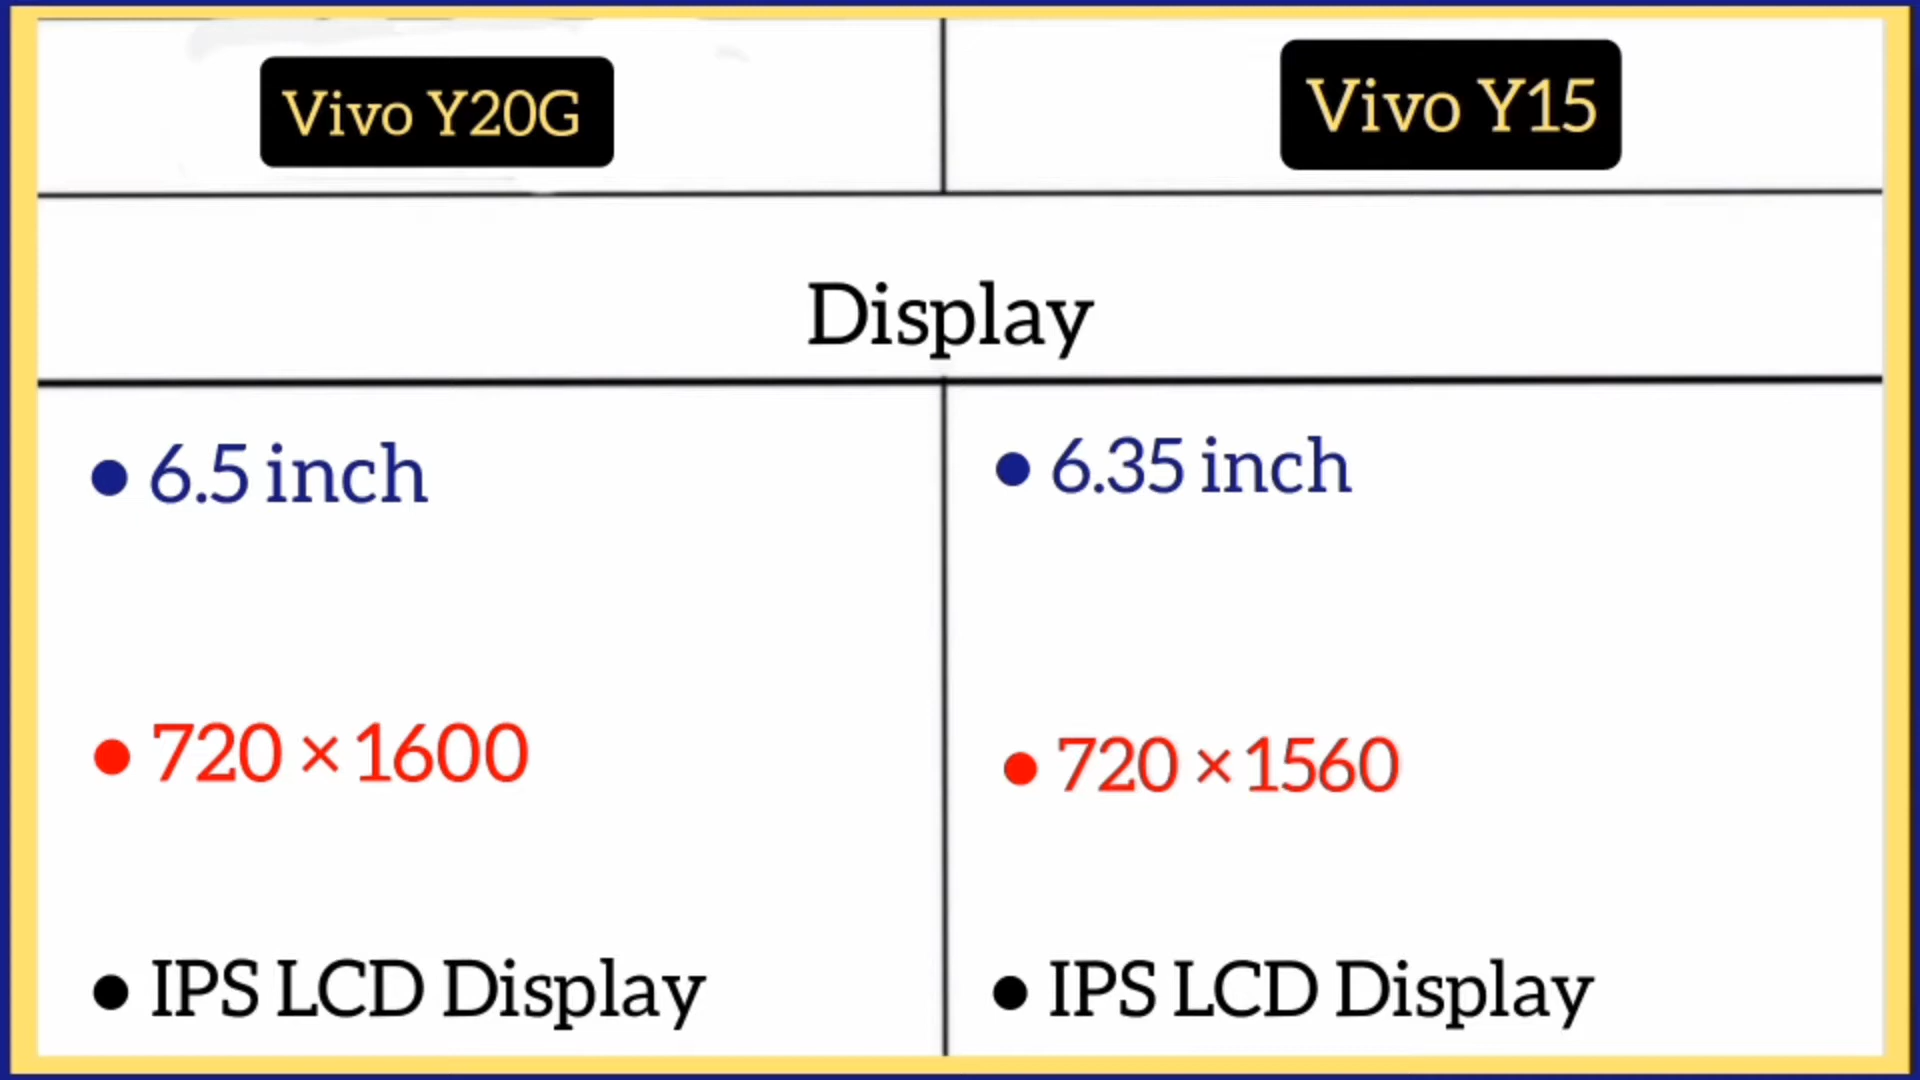 Vivo Y20G
Vivo Y15
Display
● 6.5 inch
● 6.35 inch
● 720 × 1600
● 720 × 1560
● IPS LCD Display
● IPS LCD Display